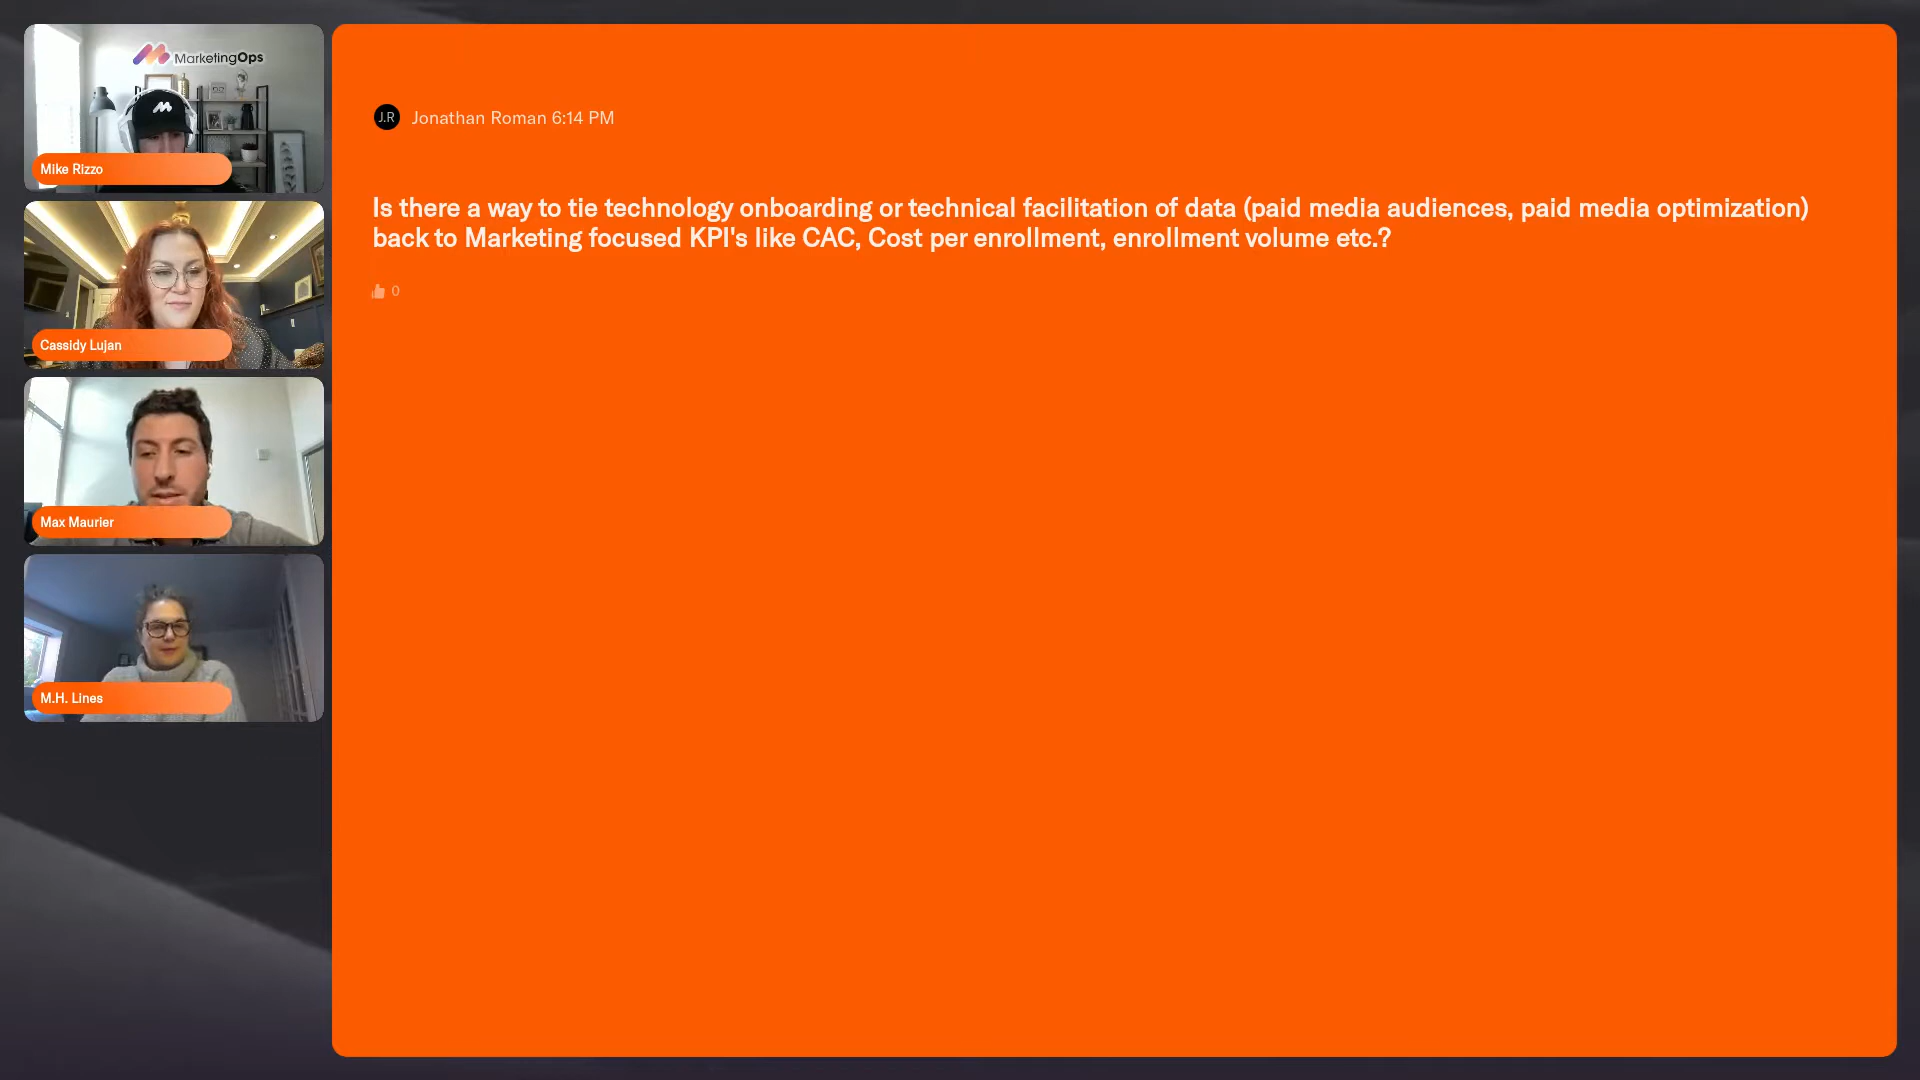 MarketingOps
Mike Rizzo
Cassidy Lujan
Max Maurier
M.H. Lines
J.R Jonathan Roman 6:14 PM
Is there a way to tie technology onboarding or technical facilitation of data (paid media audiences, paid media optimization)
back to Marketing focused KPI's like CAC, Cost per enrollment, enrollment volume etc.?
0